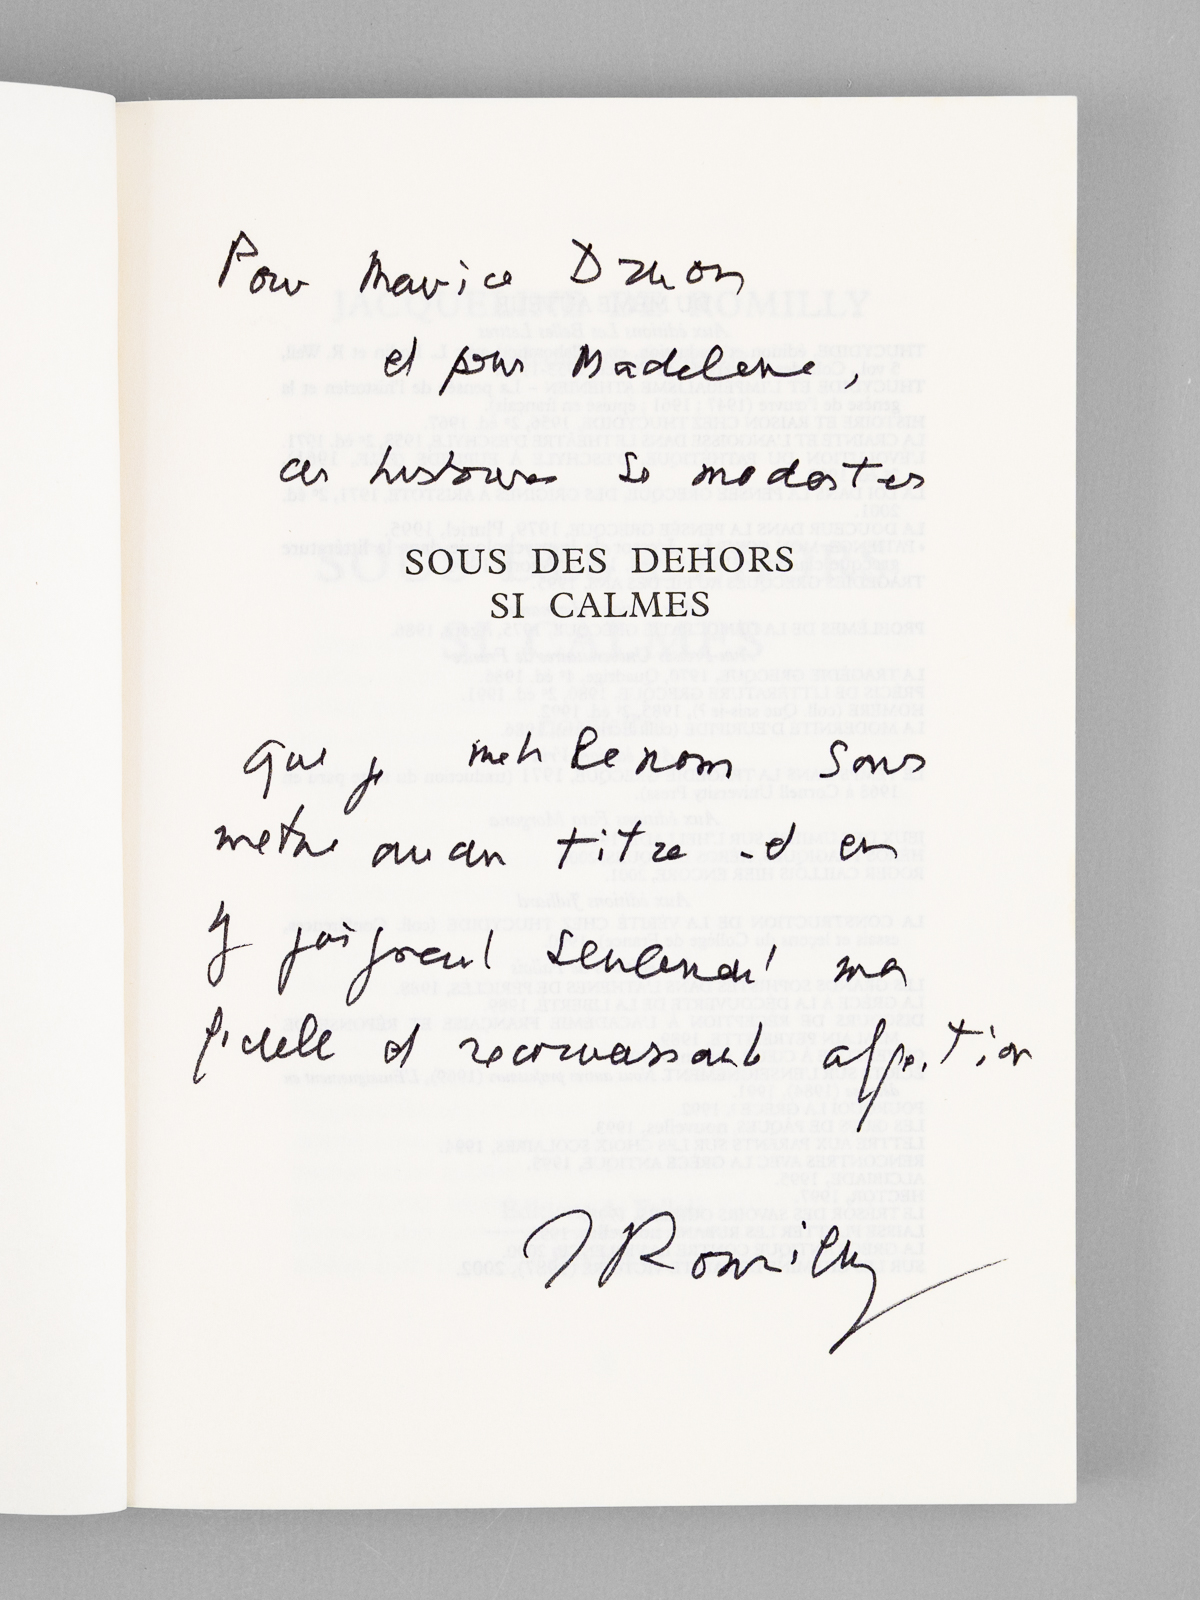 Pour Maurice Druon
et pour Madeleine,
ces histoires si modestes
SOUS DES DEHORS
SI CALMES
que je mets le nom sans
mettre aucun titre - et en
y joignant seulement ma
fidèle et reconnaissante affection
J Romilly